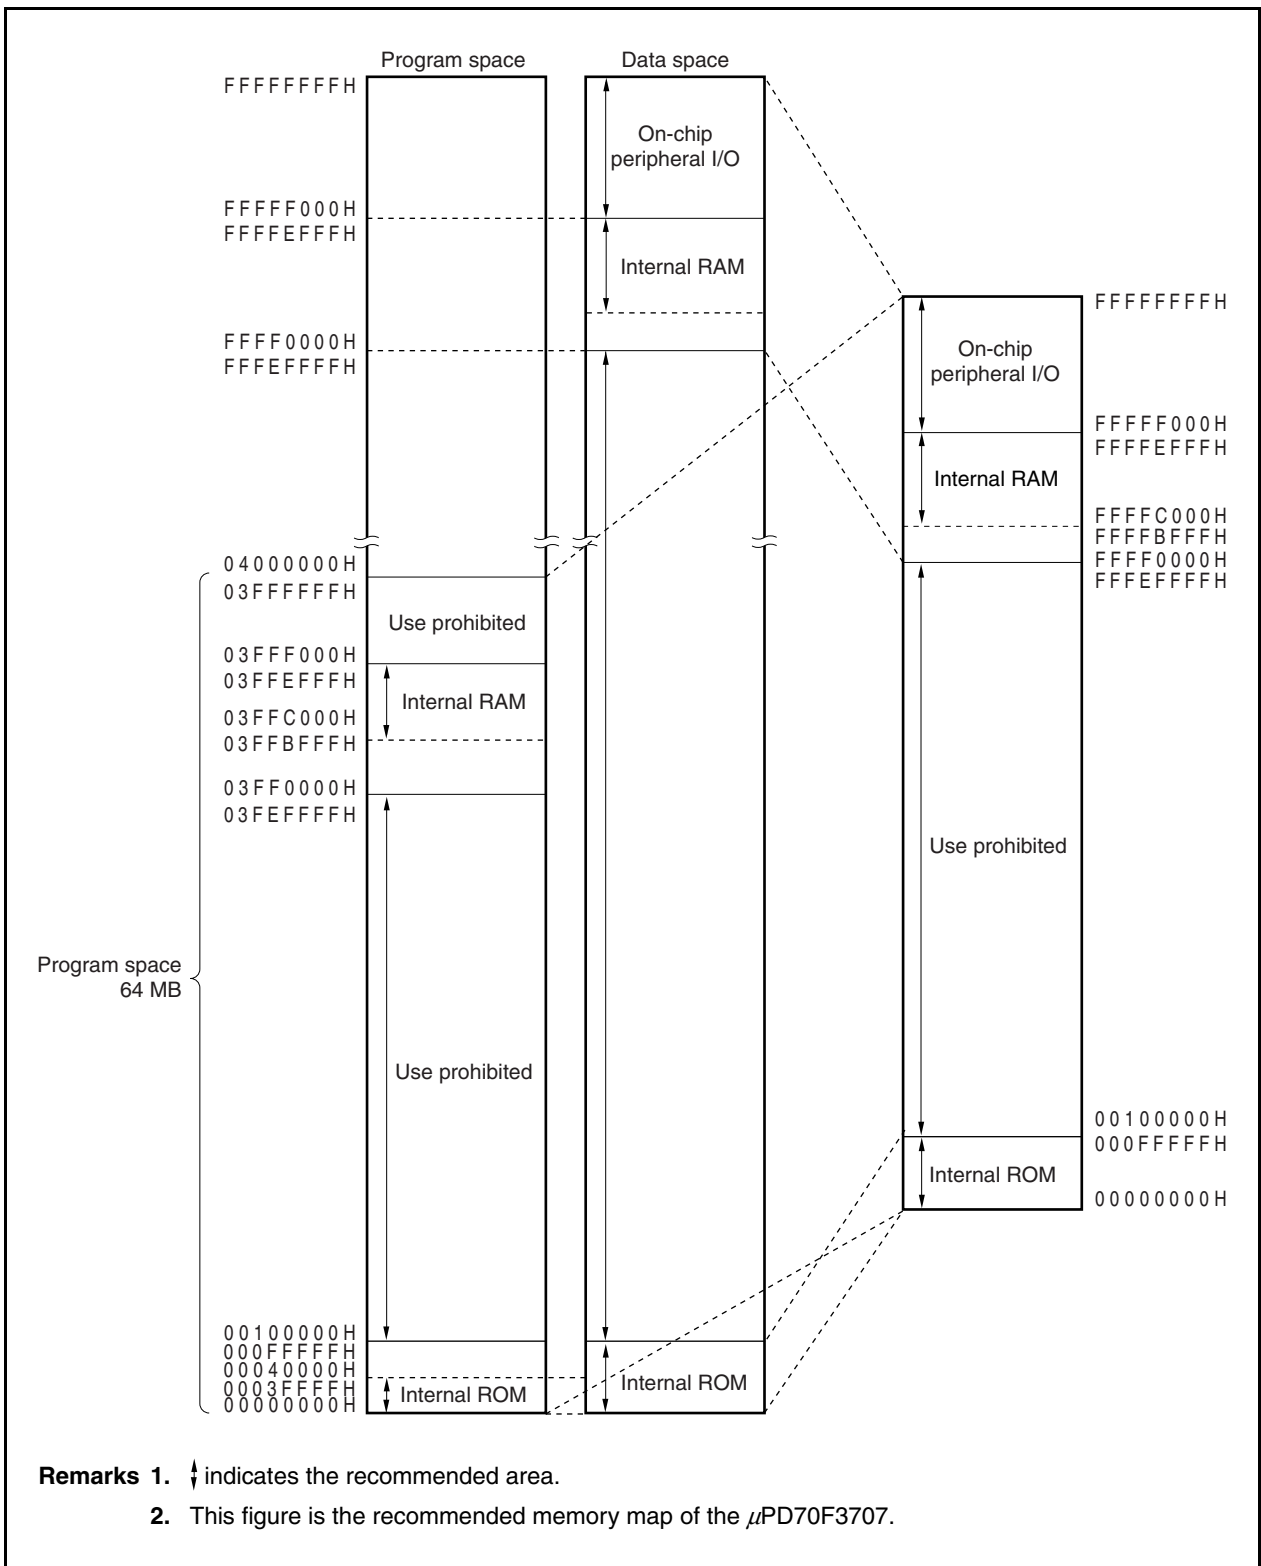 Program space
Data space
FFFFFFFFH
On-chip
peripheral I/O
FFFFF000H
FFFFEFFFH
Internal RAM
FFFF0000H
FFFEFFFFH
04000000H
03FFFFFFH
Use prohibited
03FFF000H
03FFEFFFH
Internal RAM
03FFC000H
03FFBFFFH
03FF0000H
03FEFFFFH
Program space
64 MB
Use prohibited
00100000H
000FFFFFH
00040000H
0003FFFFH
00000000H
Internal ROM
Internal ROM
FFFFFFFFH
On-chip
peripheral I/O
FFFFF000H
FFFFEFFFH
Internal RAM
FFFFC000H
FFFFBFFFH
FFFF0000H
FFFEFFFFH
Use prohibited
00100000H
000FFFFFH
Internal ROM
00000000H
Remarks 1. indicates the recommended area.
2. This figure is the recommended memory map of the μPD70F3707.